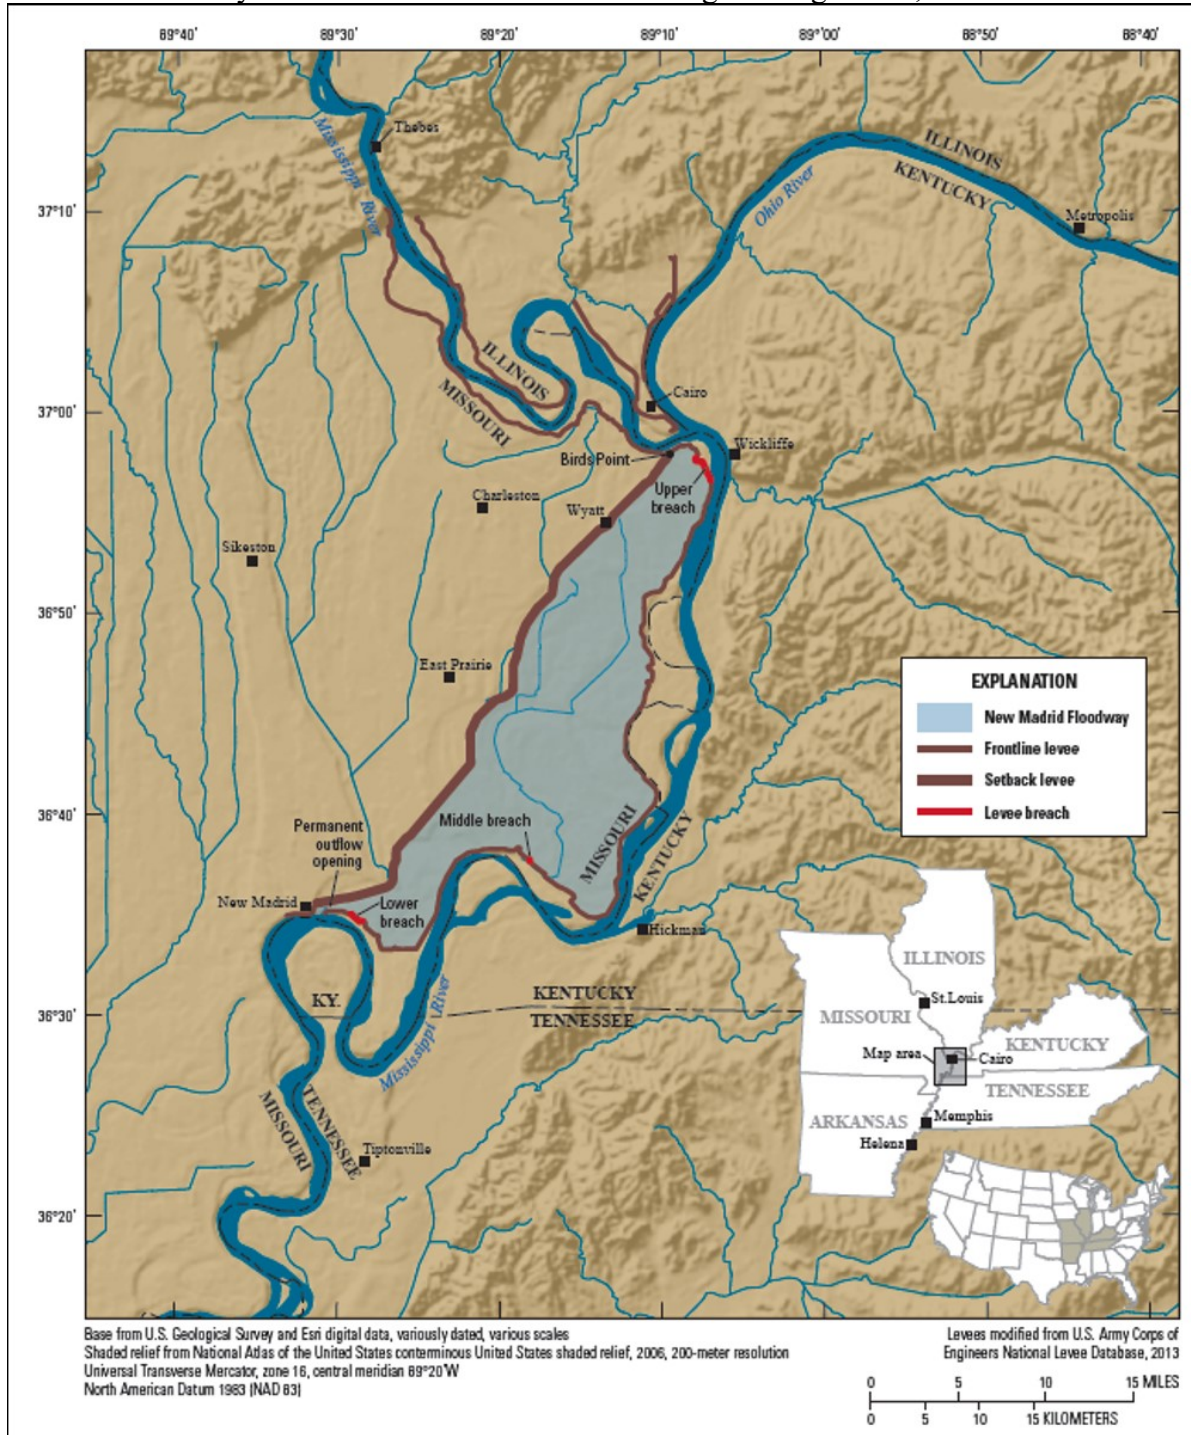 89°40' 89°30' 89°20' 89°10' 89°00' 88°50' 88°40'
Thebes
Mississippi River
ILLINOIS
KENTUCKY
Ohio River
37°10'
Metropolis
ILLINOIS
MISSOURI
Cairo
37°00'
Wickliffe
Birds Point
Upper
breach
Charleston
Wyatt
Sikeston
36°50'
East Prairie
EXPLANATION
New Madrid Floodway
Frontline levee
Setback levee
Levee breach
36°40'
Middle breach
MISSOURI
KENTUCKY
Permanent
outflow
opening
New Madrid
Lower
breach
Hickman
KY.
Mississippi River
KENTUCKY
TENNESSEE
36°30'
MISSOURI
TENNESSEE
Tiptonville
36°20'
ILLINOIS
St.Louis
MISSOURI
KENTUCKY
Map area
Cairo
TENNESSEE
ARKANSAS
Memphis
Helena
Base from U.S. Geological Survey and Esri digital data, variously dated, various scales
Shaded relief from National Atlas of the United States conterminous United States shaded relief, 2006, 200-meter resolution
Universal Transverse Mercator, zone 16, central meridian 89°20'W
North American Datum 1983 (NAD 83)
Levees modified from U.S. Army Corps of
Engineers National Levee Database, 2013
0 5 10 15 MILES
0 5 10 15 KILOMETERS